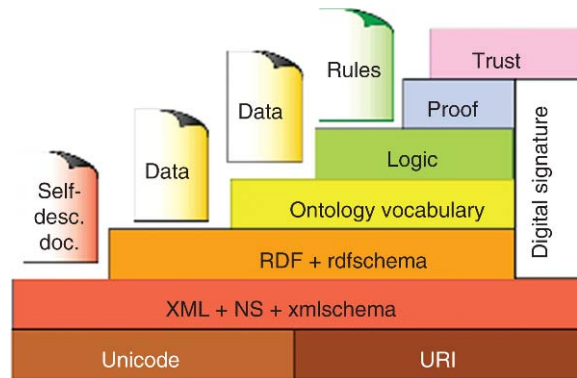 Rules
Trust
Data
Proof
Data
Logic
Self-
desc.
doc.
Ontology vocabulary
Digital signature
RDF + rdfschema
XML + NS + xmlschema
Unicode
URI